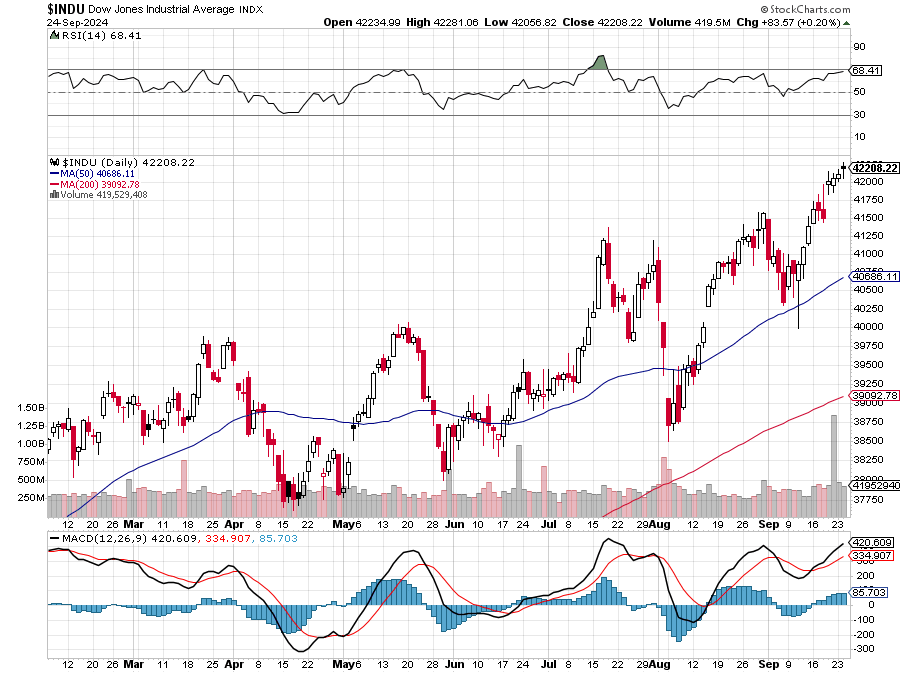 $INDU Dow Jones Industrial Average INDX
© StockCharts.com
24-Sep-2024
Open 42234.99 High 42281.06 Low 42056.82 Close 42208.22 Volume 419.5M Chg +83.57 (+0.20%)
RSI(14) 68.41
90
68.41
50
30
10
$INDU (Daily) 42208.22
MA(50) 40686.11
MA(200) 39092.78
Volume 419,529,408
42208.22
42000
41750
41500
41250
41000
40686.11
40500
40250
40000
39750
39500
39250
39092.78
39000
38750
38500
38250
38000
41952940
37750
1.50B
1.25B
1.00B
750M
500M
250M
12 20 26 Mar 11 18 25 Apr 8 15 22 May 6 13 20 28 Jun 10 17 24 Jul 8 15 22 29 Aug 12 19 26 Sep 9 16 23
MACD(12,26,9) 420.609, 334.907, 85.703
420.609
334.907
300
200
85.703
0
-100
-200
-300
12 20 26 Mar 11 18 25 Apr 8 15 22 May 6 13 20 28 Jun 10 17 24 Jul 8 15 22 29 Aug 12 19 26 Sep 9 16 23